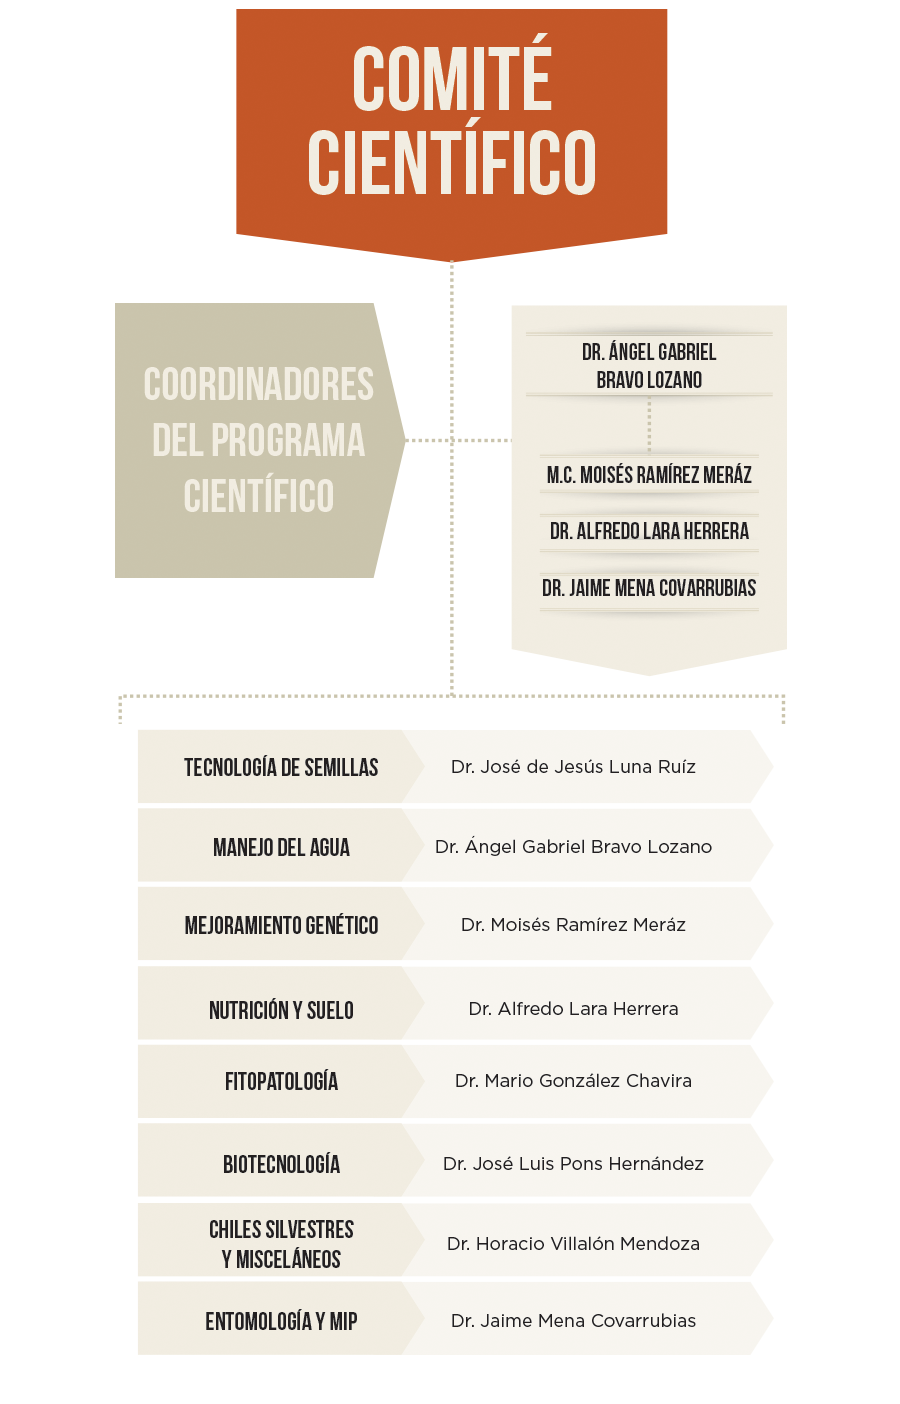 COMITÉ
CIENTÍFICO
COORDINADORES
DEL PROGRAMA
CIENTÍFICO
DR. ÁNGEL GABRIEL
BRAVO LOZANO
M.C. MOISÉS RAMÍREZ MERÁZ
DR. ALFREDO LARA HERRERA
DR. JAIME MENA COVARRUBIAS
TECNOLOGÍA DE SEMILLAS
Dr. José de Jesús Luna Ruíz
MANEJO DEL AGUA
Dr. Ángel Gabriel Bravo Lozano
MEJORAMIENTO GENÉTICO
Dr. Moisés Ramírez Meráz
NUTRICIÓN Y SUELO
Dr. Alfredo Lara Herrera
FITOPATOLOGÍA
Dr. Mario González Chavira
BIOTECNOLOGÍA
Dr. José Luis Pons Hernández
CHILES SILVESTRES
Y MISCELÁNEOS
Dr. Horacio Villalón Mendoza
ENTOMOLOGÍA Y MIP
Dr. Jaime Mena Covarrubias